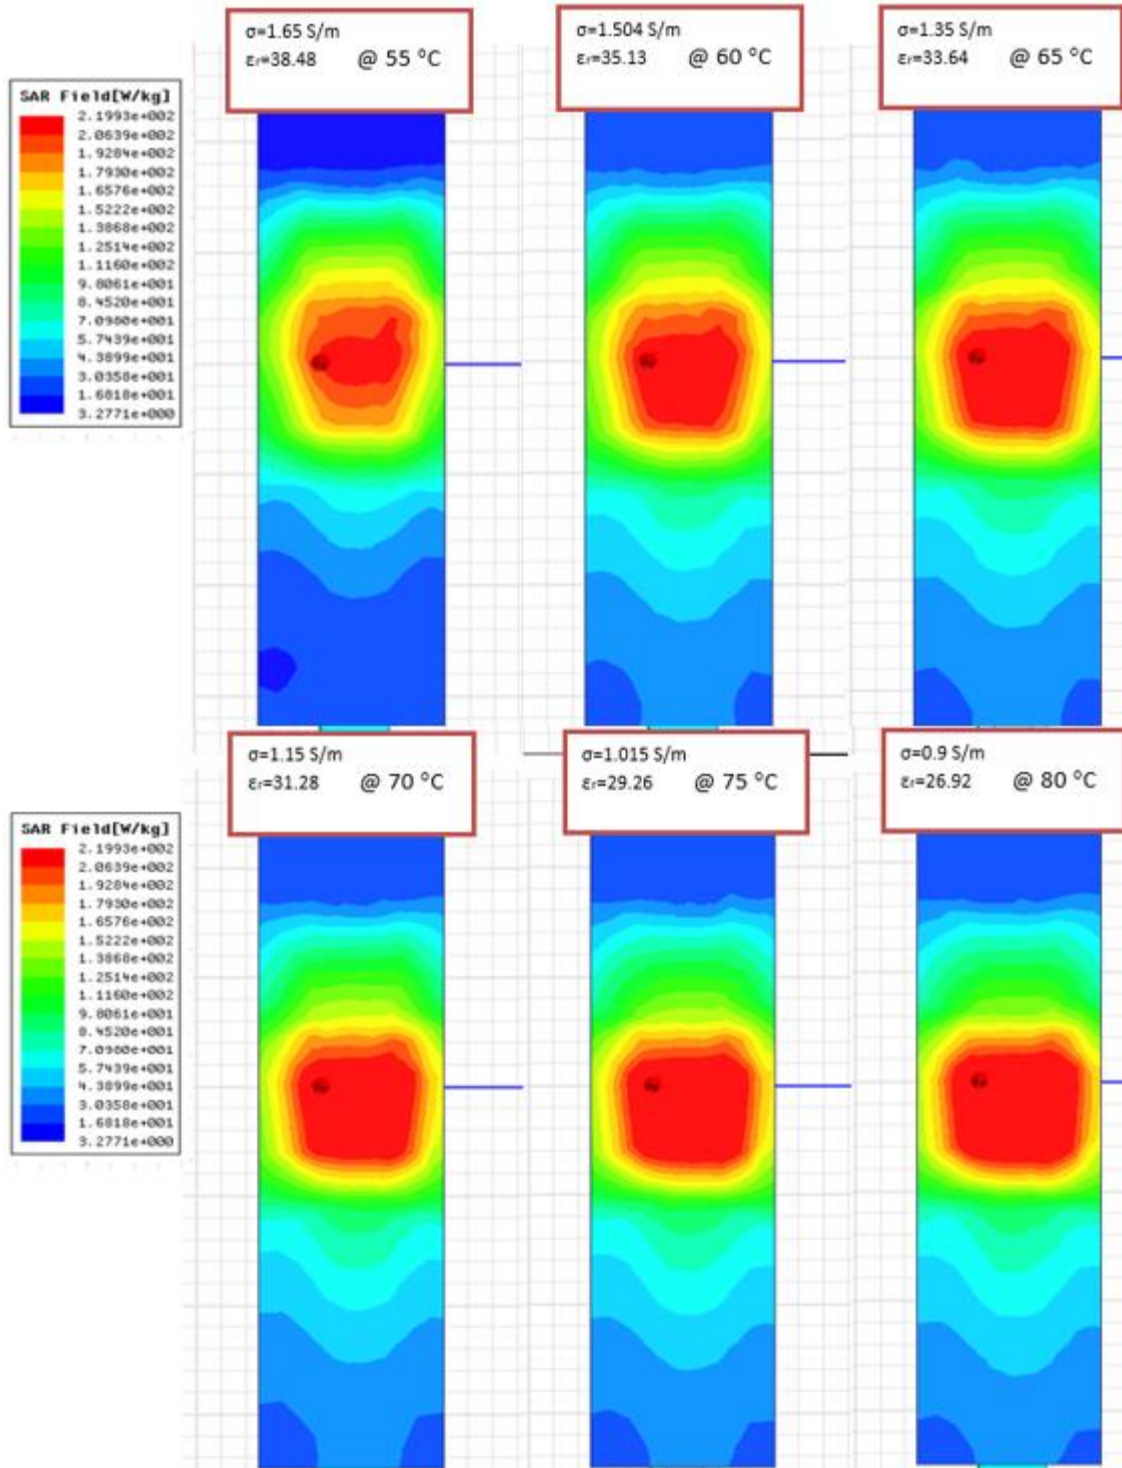 σ=1.65 S/m
εr=38.48 @ 55 °C
σ=1.504 S/m
εr=35.13 @ 60 °C
σ=1.35 S/m
εr=33.64 @ 65 °C
SAR Field[W/kg]
2.1993e+002
2.0639e+002
1.9284e+002
1.7930e+002
1.6576e+002
1.5222e+002
1.3868e+002
1.2514e+002
1.1160e+002
9.8061e+001
8.4520e+001
7.0980e+001
5.7439e+001
4.3899e+001
3.0358e+001
1.6818e+001
3.2771e+000
σ=1.15 S/m
εr=31.28 @ 70 °C
σ=1.015 S/m
εr=29.26 @ 75 °C
σ=0.9 S/m
εr=26.92 @ 80 °C
SAR Field[W/kg]
2.1993e+002
2.0639e+002
1.9284e+002
1.7930e+002
1.6576e+002
1.5222e+002
1.3868e+002
1.2514e+002
1.1160e+002
9.8061e+001
8.4520e+001
7.0980e+001
5.7439e+001
4.3899e+001
3.0358e+001
1.6818e+001
3.2771e+000